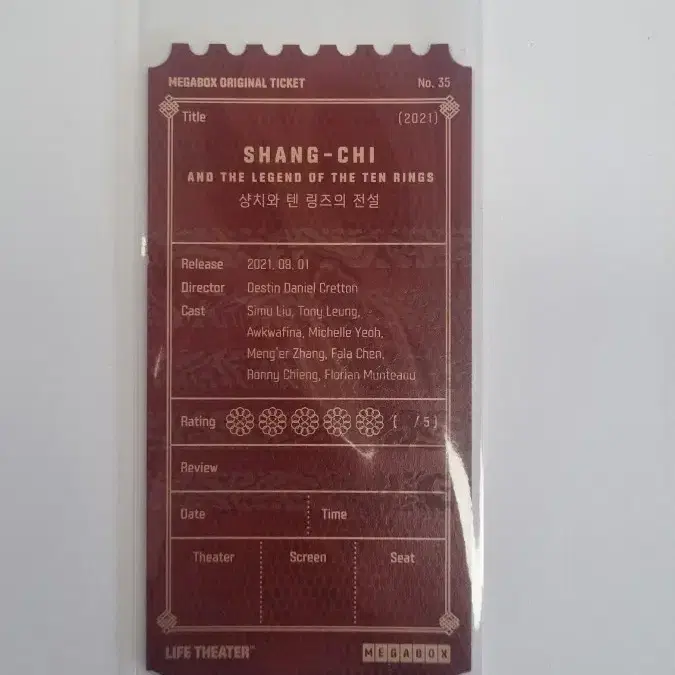 MEGABOX ORIGINAL TICKET No. 35
Title (2021)
SHANG-CHI
AND THE LEGEND OF THE TEN RINGS
샹치와 텐 링즈의 전설
Release 2021. 09. 01
Director Destin Daniel Cretton
Cast Simu Liu, Tony Leung,
Awkwafina, Michelle Yeoh,
Meng'er Zhang, Fala Chen,
Ronny Chieng, Florian Munteanu
Rating ( /5)
Review
Date Time
Theater Screen Seat
LIFE THEATER™ MEGABOX